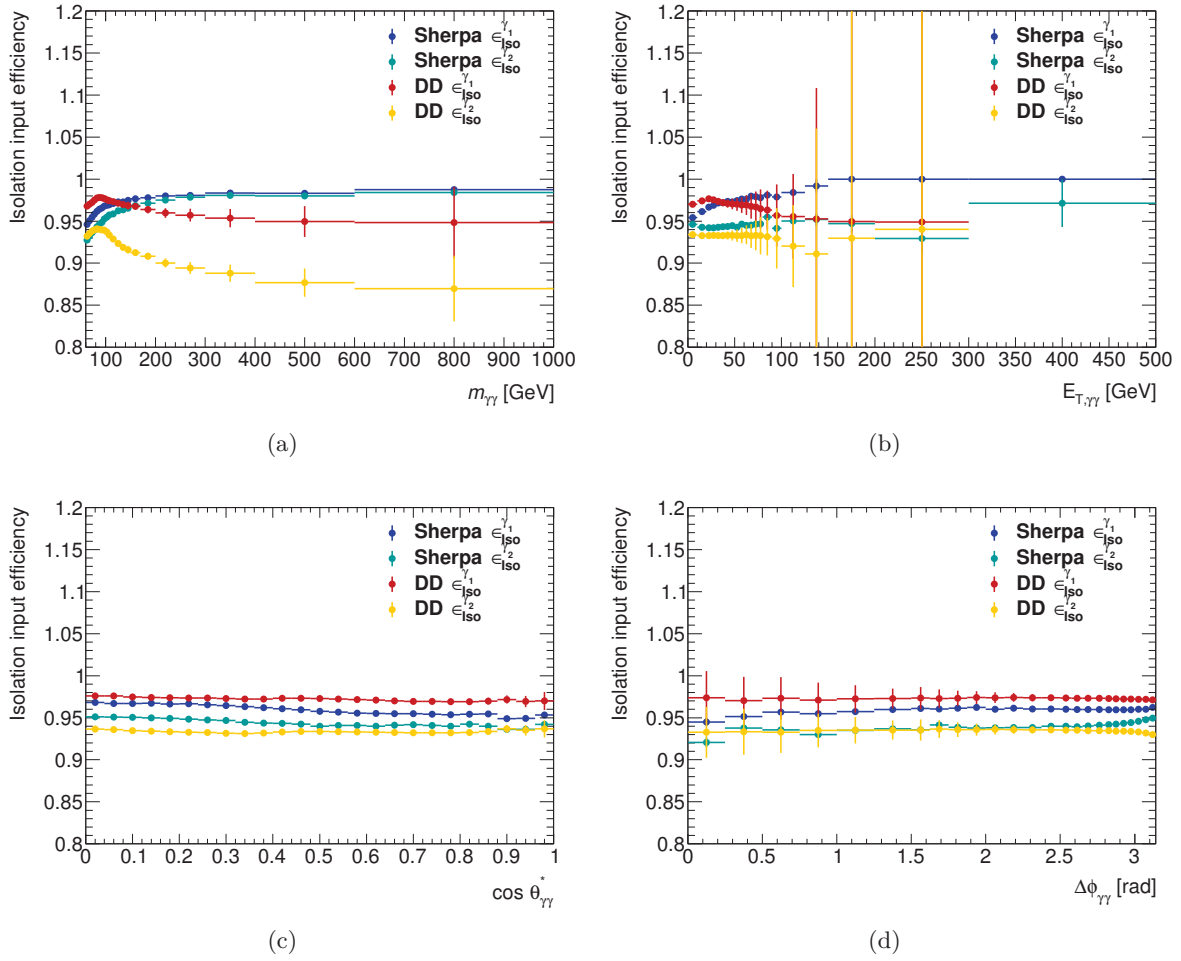 Isolation input efficiency
1.2
1.15
1.1
1.05
1
0.95
0.9
0.85
0.8
Sherpa ∈^γ1_Iso
Sherpa ∈^γ2_Iso
DD ∈^γ1_Iso
DD ∈^γ2_Iso
100 200 300 400 500 600 700 800 900 1000
m_γγ [GeV]
(a)
Isolation input efficiency
1.2
1.15
1.1
1.05
1
0.95
0.9
0.85
0.8
Sherpa ∈^γ1_Iso
Sherpa ∈^γ2_Iso
DD ∈^γ1_Iso
DD ∈^γ2_Iso
0 50 100 150 200 250 300 350 400 450 500
E_T,γγ [GeV]
(b)
Isolation input efficiency
1.2
1.15
1.1
1.05
1
0.95
0.9
0.85
0.8
Sherpa ∈^γ1_Iso
Sherpa ∈^γ2_Iso
DD ∈^γ1_Iso
DD ∈^γ2_Iso
0 0.1 0.2 0.3 0.4 0.5 0.6 0.7 0.8 0.9 1
cos θ*_γγ
(c)
Isolation input efficiency
1.2
1.15
1.1
1.05
1
0.95
0.9
0.85
0.8
Sherpa ∈^γ1_Iso
Sherpa ∈^γ2_Iso
DD ∈^γ1_Iso
DD ∈^γ2_Iso
0 0.5 1 1.5 2 2.5 3
Δϕ_γγ [rad]
(d)